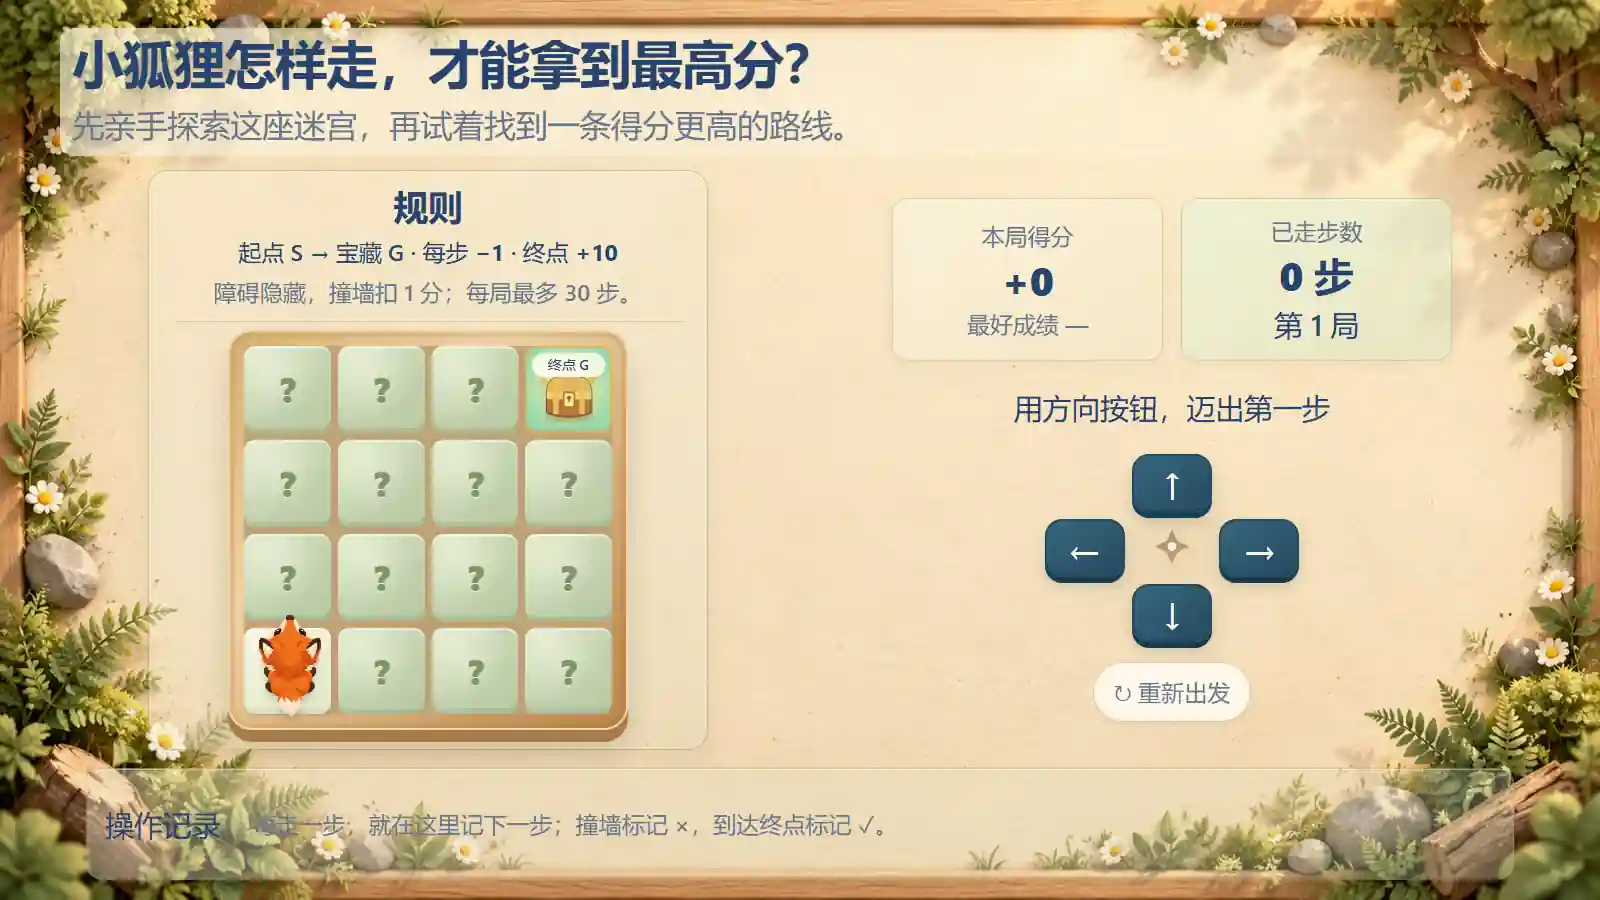 小狐狸怎样走，才能拿到最高分？
先亲手探索这座迷宫，再试着找到一条得分更高的路线。
规则
起点 S → 宝藏 G · 每步 −1 · 终点 +10
障碍隐藏，撞墙扣 1 分；每局最多 30 步。
? ? ? 终点 G
? ? ? ?
? ? ? ?
? ? ?
本局得分
+0
最好成绩 —
已走步数
0 步
第 1 局
用方向按钮，迈出第一步
↑
← →
↓
↻ 重新出发
操作记录 每走一步，就在这里记下一步；撞墙标记 ×，到达终点标记 ✓。